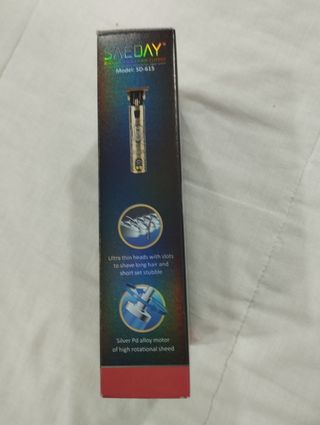 SAEDAY®
Model: SD-615
Ultra thin heads with slots
to shave long hair and
short set stubble
Silver Pd alloy motor
of high rotational sheed